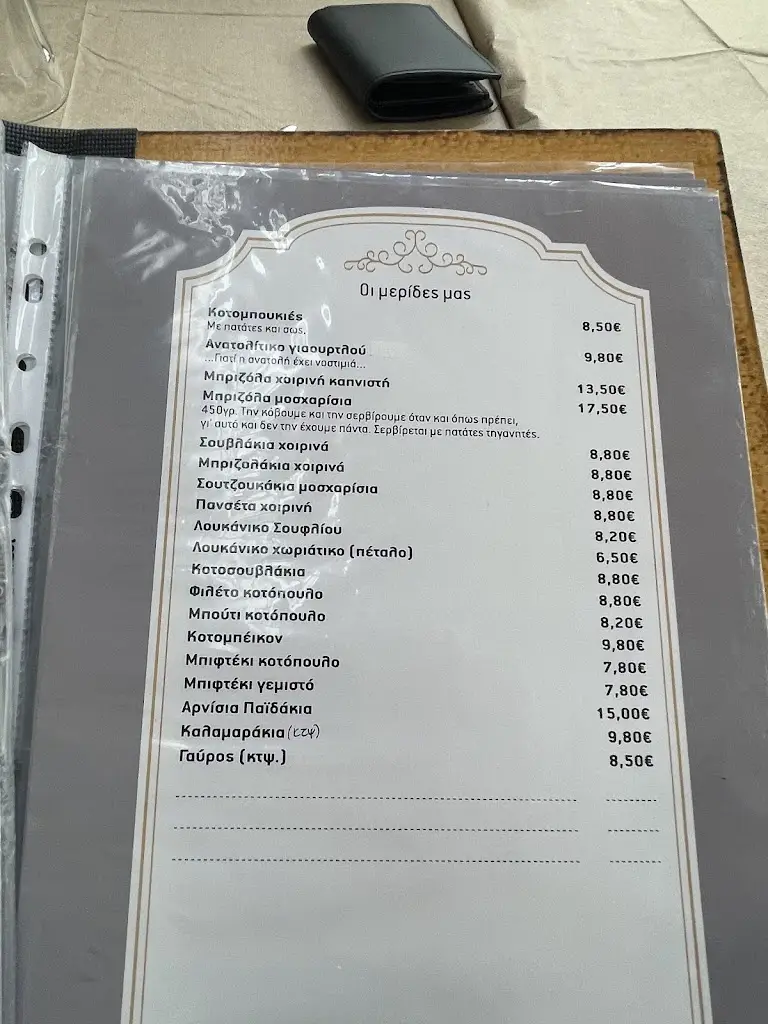 Οι μερίδες μας
Κοτομπουκιές 8,50€
Με πατάτες και σως.
Ανατολίτικο γιαουρτλού 9,80€
...Γιατί η ανατολή έχει νοστιμιά...
Μπριζόλα χοιρινή καπνιστή 13,50€
Μπριζόλα μοσχαρίσια 17,50€
450γρ. Την κόβουμε και την σερβίρουμε όταν και όπως πρέπει,
γι' αυτό και δεν την έχουμε πάντα. Σερβίρεται με πατάτες τηγανητές.
Σουβλάκια χοιρινά 8,80€
Μπριζολάκια χοιρινά 8,80€
Σουτζουκάκια μοσχαρίσια 8,80€
Πανσέτα χοιρινή 8,80€
Λουκάνικο Σουφλίου 8,20€
Λουκάνικο χωριάτικο (πέταλο) 6,50€
Κοτοσουβλάκια 8,80€
Φιλέτο κοτόπουλο 8,80€
Μπούτι κοτόπουλο 8,20€
Κοτομπέικον 9,80€
Μπιφτέκι κοτόπουλο 7,80€
Μπιφτέκι γεμιστό 7,80€
Αρνίσια Παϊδάκια 15,00€
Καλαμαράκια (κτψ) 9,80€
Γαύρος (κτψ.) 8,50€